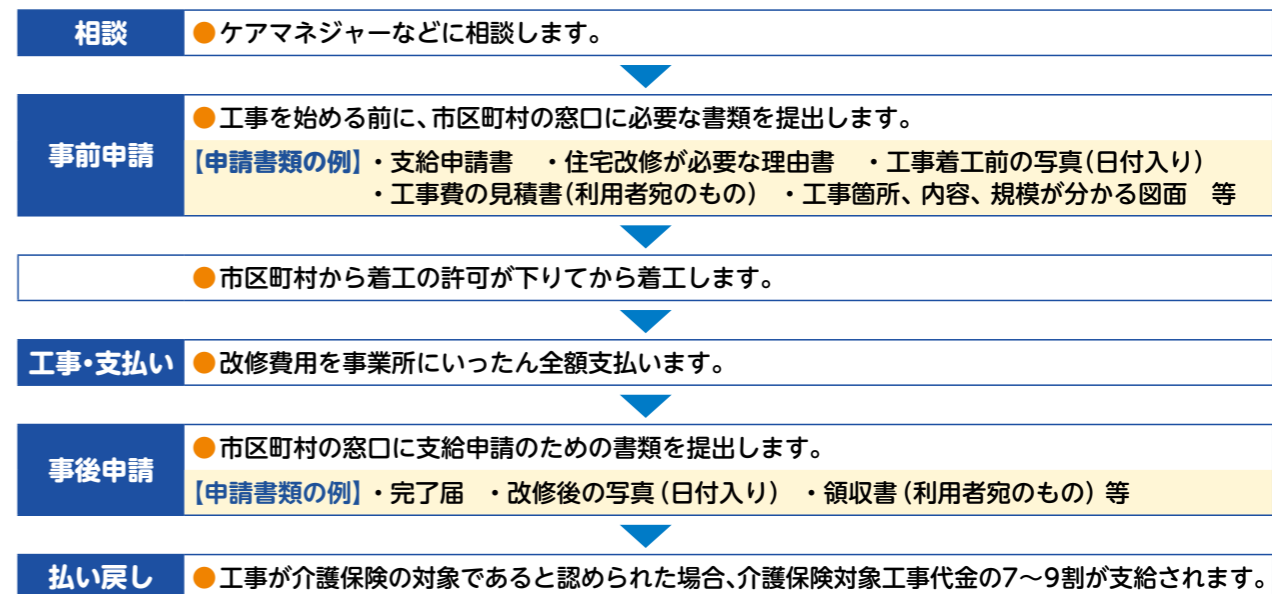 相談
●ケアマネジャーなどに相談します。
事前申請
●工事を始める前に、市区町村の窓口に必要な書類を提出します。
【申請書類の例】・支給申請書　・住宅改修が必要な理由書　・工事着工前の写真(日付入り)
・工事費の見積書(利用者宛のもの)　・工事箇所、内容、規模が分かる図面　等
●市区町村から着工の許可が下りてから着工します。
工事・支払い
●改修費用を事業所にいったん全額支払います。
事後申請
●市区町村の窓口に支給申請のための書類を提出します。
【申請書類の例】・完了届　・改修後の写真(日付入り)　・領収書(利用者宛のもの) 等
払い戻し
●工事が介護保険の対象であると認められた場合、介護保険対象工事代金の7〜9割が支給されます。